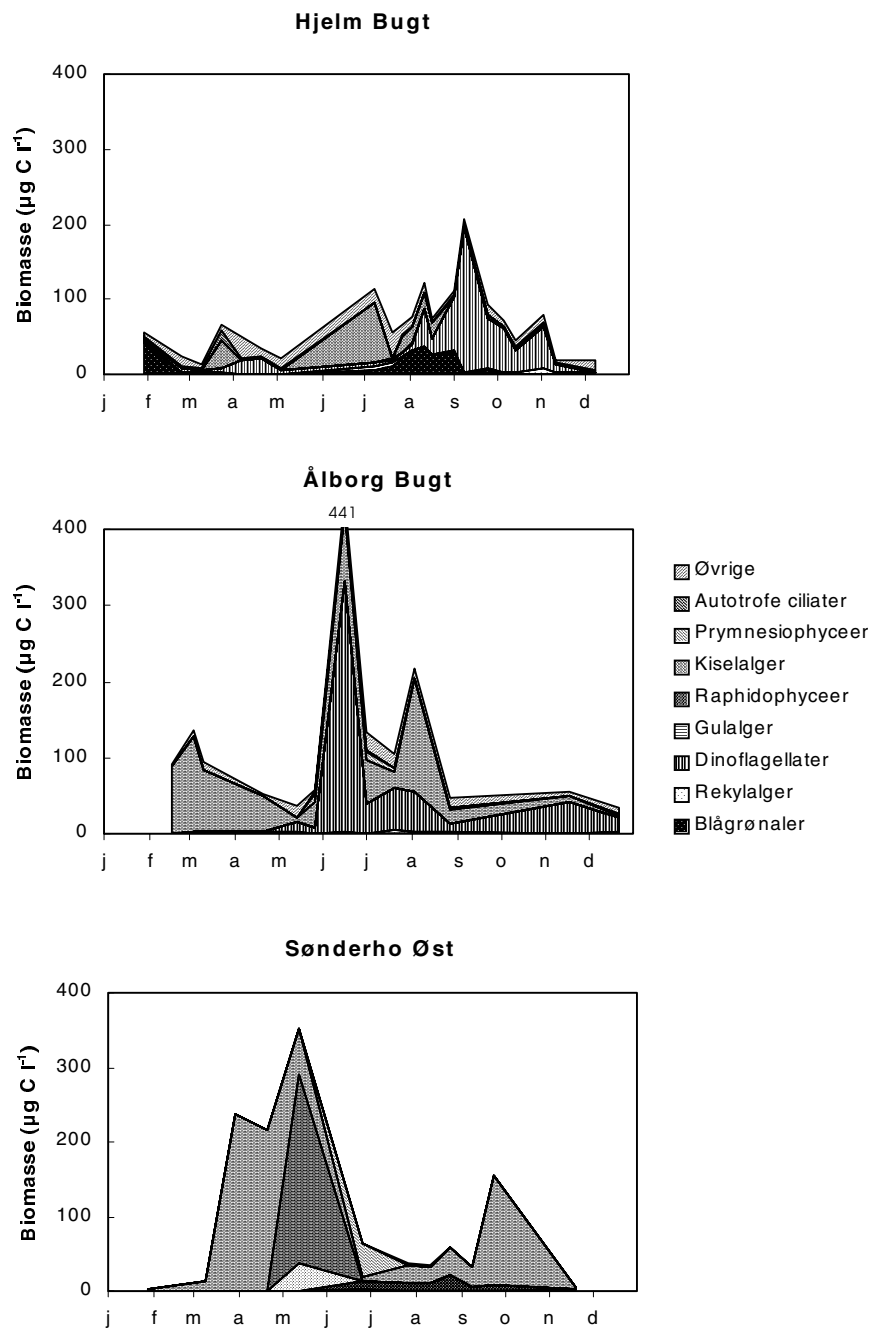 Hjelm Bugt
400
300
200
100
0
Biomasse (µg C l⁻¹)
j f m a m j j a s o n d
Ålborg Bugt
441
400
300
200
100
0
Biomasse (µg C l⁻¹)
j f m a m j j a s o n d
Øvrige
Autotrofe ciliater
Prymnesiophyceer
Kiselalger
Raphidophyceer
Gulalger
Dinoflagellater
Rekylalger
Blågrønaler
Sønderho Øst
400
300
200
100
0
Biomasse (µg C l⁻¹)
j f m a m j j a s o n d